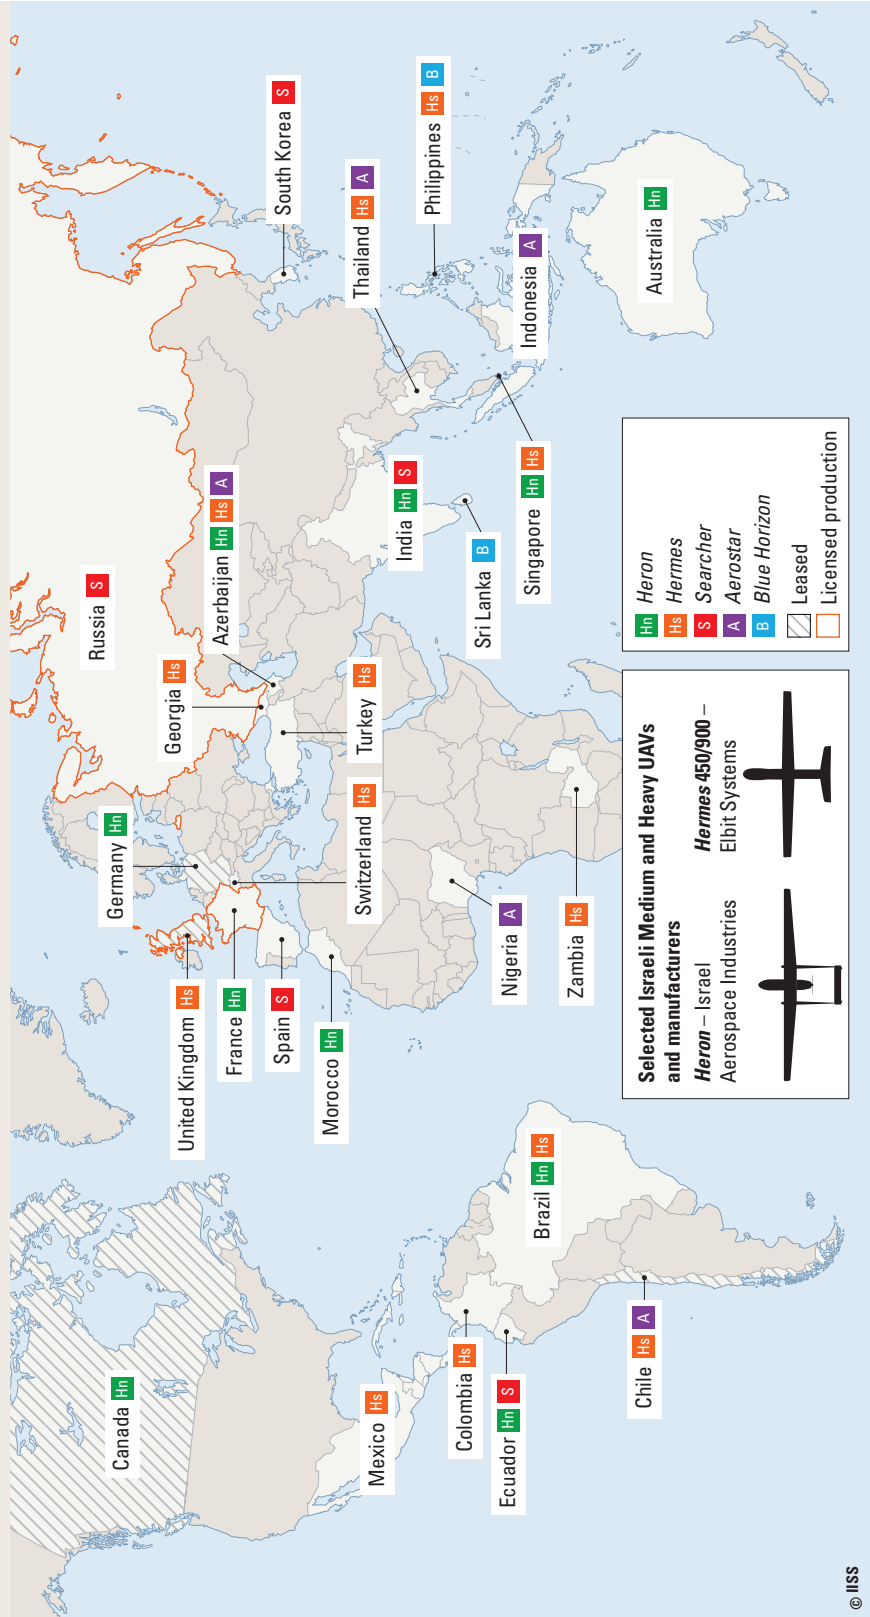 Canada Hn
Mexico Hs
Colombia Hs
Ecuador Hn S
Chile Hs A
Brazil Hn Hs
United Kingdom Hs
France Hn
Spain S
Morocco Hn
Germany Hn
Switzerland Hs
Nigeria A
Zambia Hs
Georgia Hs
Turkey Hs
Azerbaijan Hn Hs A
Russia S
India Hn S
Sri Lanka B
Singapore Hn Hs
Thailand Hs A
Indonesia A
South Korea S
Philippines Hs B
Australia Hn
Selected Israeli Medium and Heavy UAVs
and manufacturers
Heron – Israel
Aerospace Industries
Hermes 450/900 –
Elbit Systems
Hn Heron
Hs Hermes
S Searcher
A Aerostar
B Blue Horizon
Leased
Licensed production
© IISS